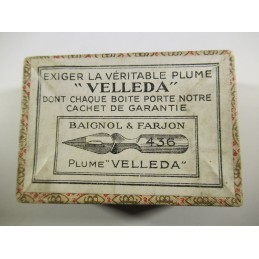 EXIGER LA VÉRITABLE PLUME
"VELLEDA"
DONT CHAQUE BOITE PORTE NOTRE
CACHET DE GARANTIE
BAIGNOL & FARJON
436
PLUME "VELLEDA"